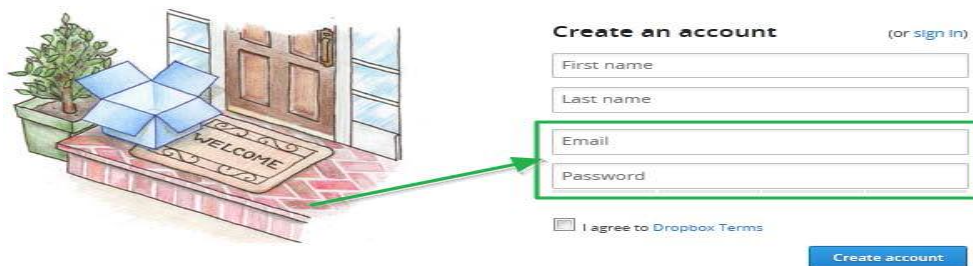 WELCOME
Create an account (or sign in)
First name
Last name
Email
Password
I agree to Dropbox Terms
Create account